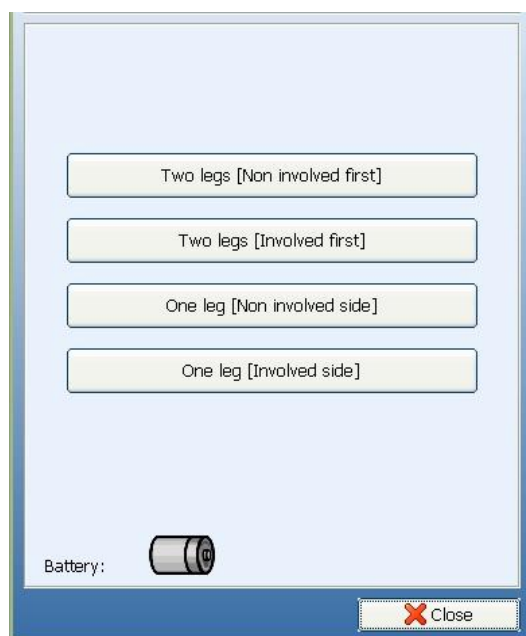 Two legs [Non involved first]
Two legs [Involved first]
One leg [Non involved side]
One leg [Involved side]
Battery:
Close